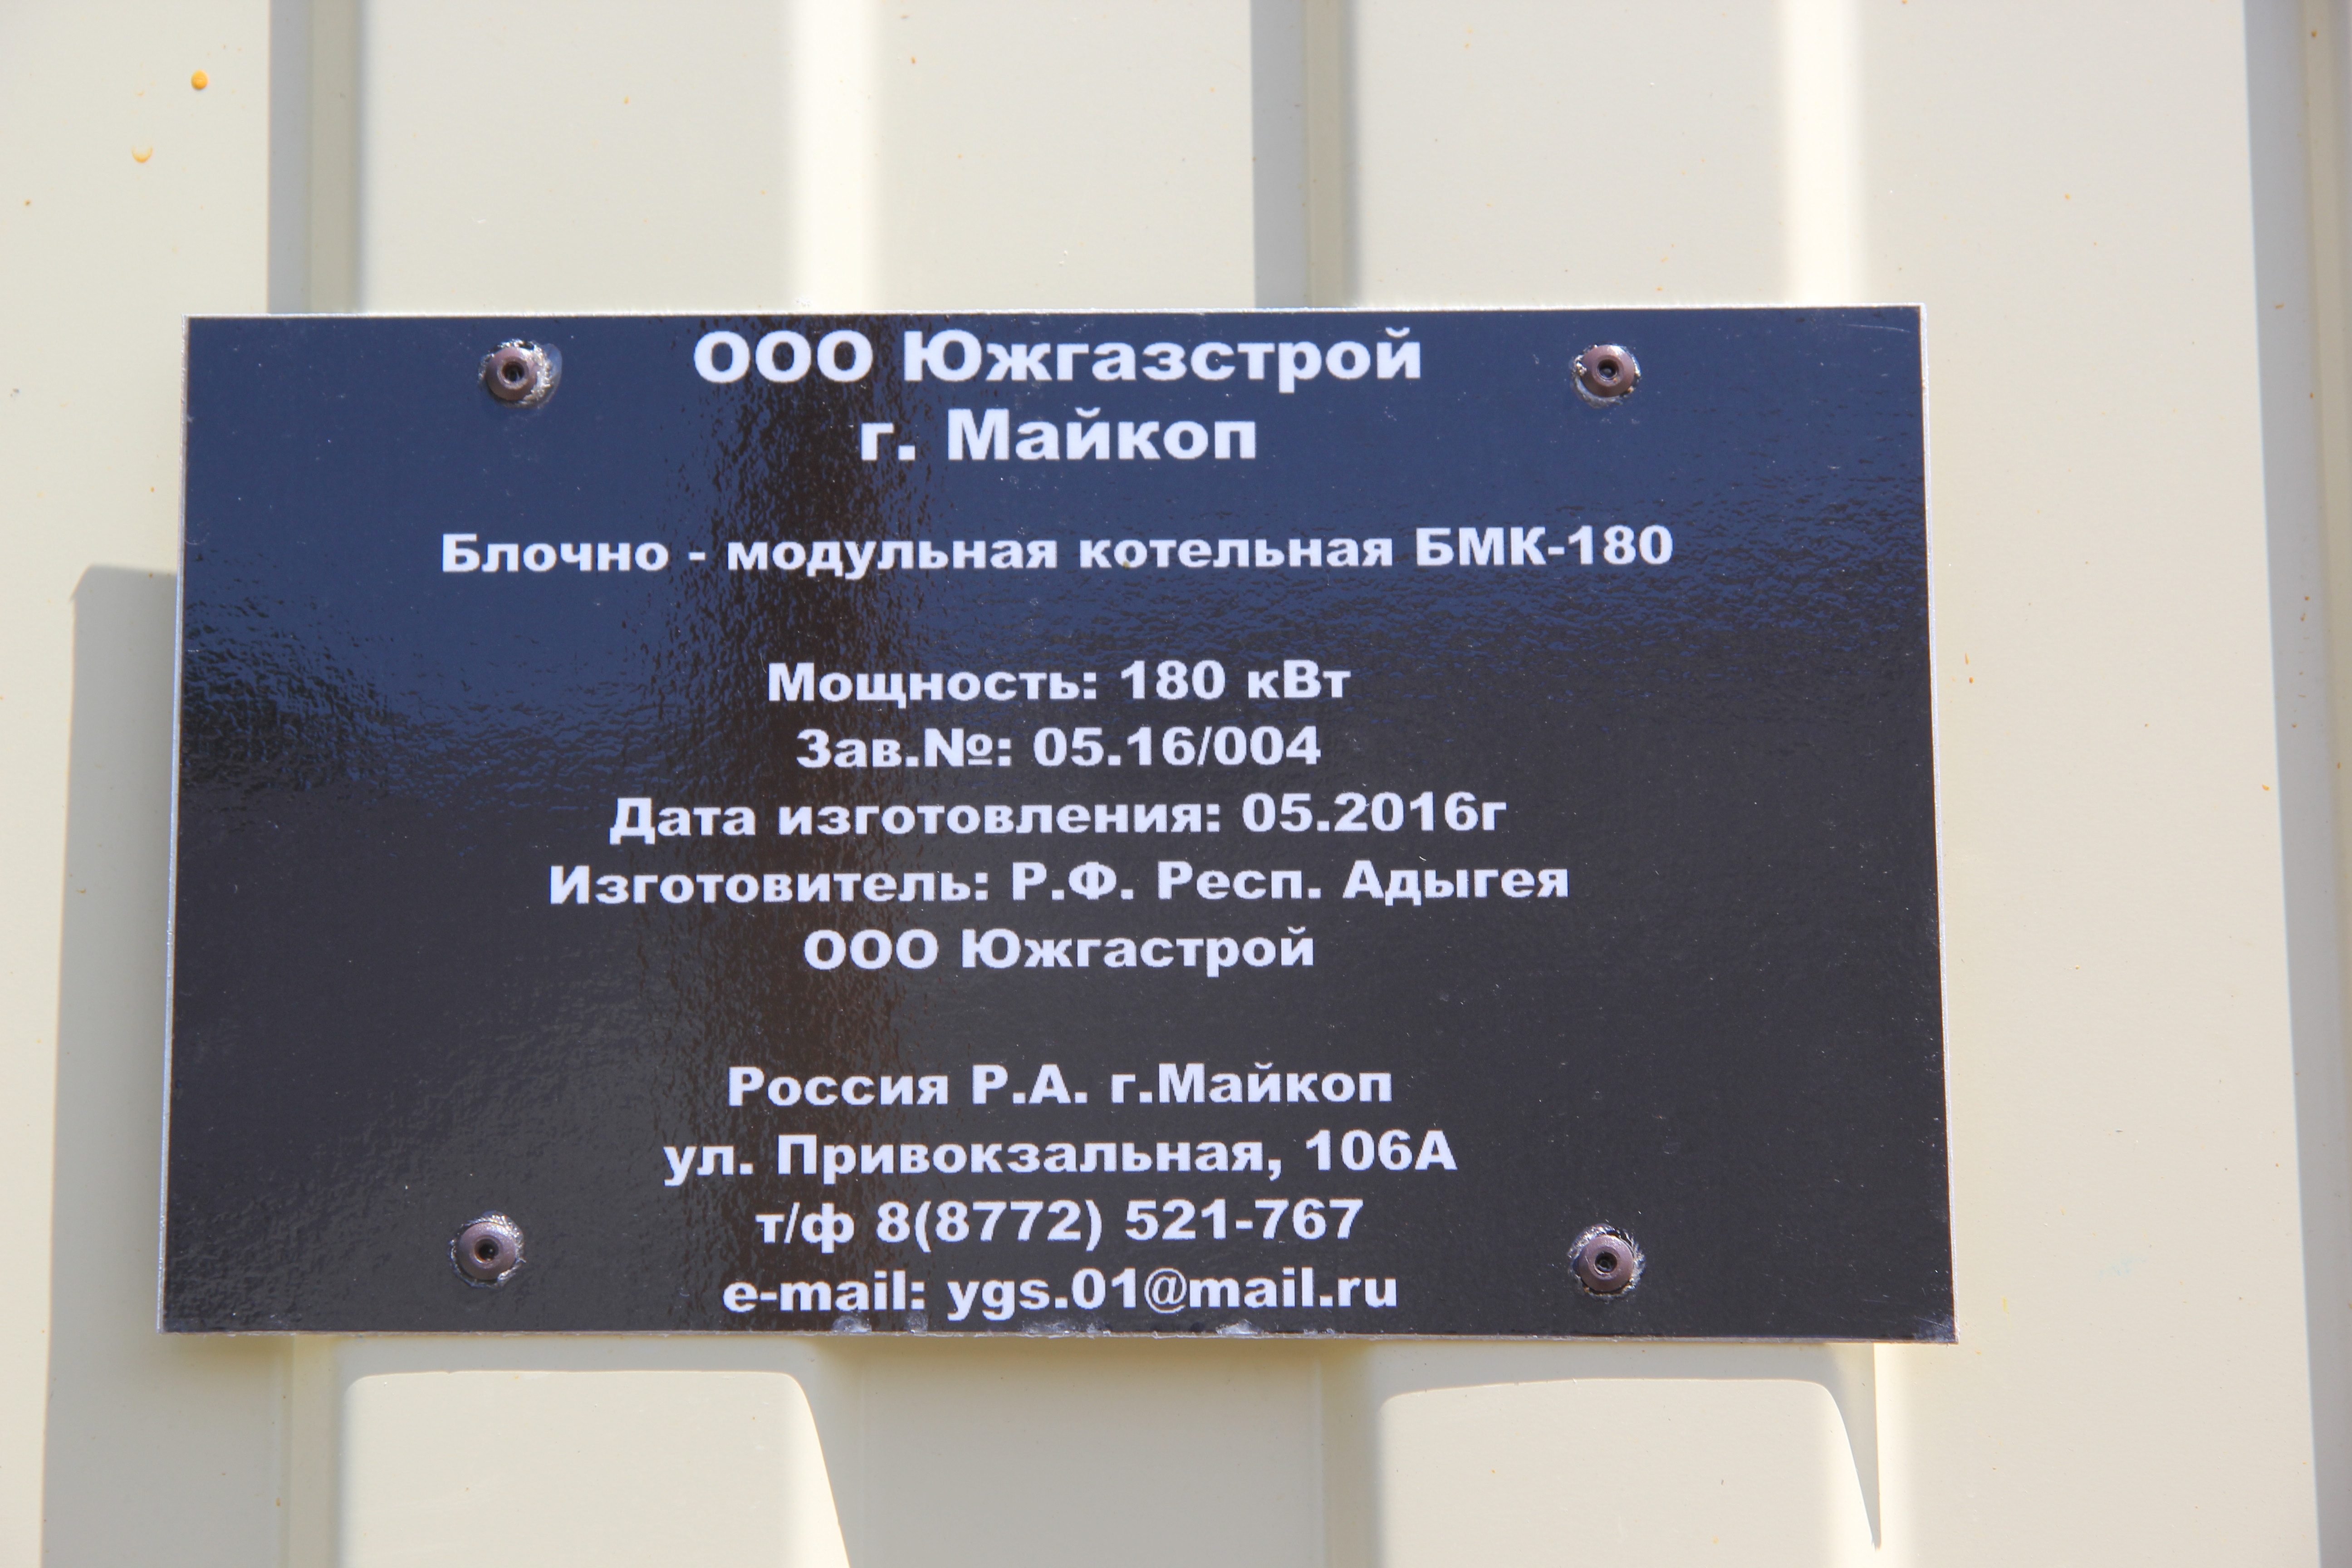 ООО Южгазстрой
г. Майкоп
Блочно - модульная котельная БМК-180
Мощность: 180 кВт
Зав.№: 05.16/004
Дата изготовления: 05.2016г
Изготовитель: Р.Ф. Респ. Адыгея
ООО Южгастрой
Россия Р.А. г.Майкоп
ул. Привокзальная, 106А
т/ф 8(8772) 521-767
e-mail: ygs.01@mail.ru